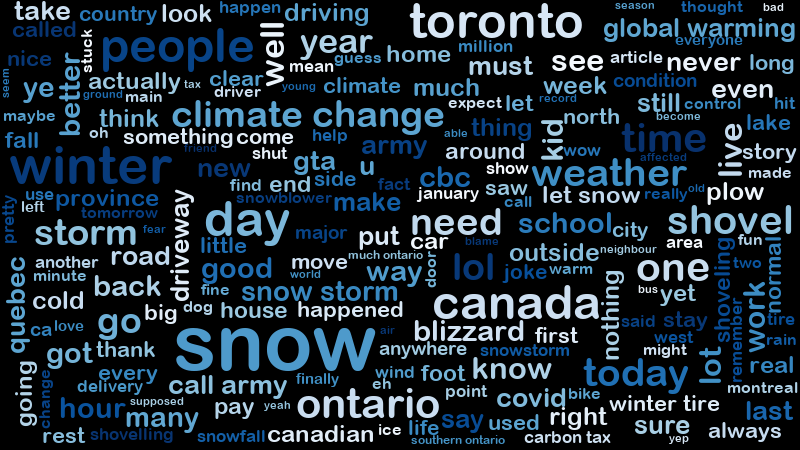 take country look happen driving toronto season thought bad
called people well year global warming
nice stuck mean guess home million must see article everyone never long
seem better actually tax clear driver young climate much week condition even
ye ground main expect let record still control hit
maybe think climate change become
fall oh something come help able thing north kid time lake
winter friend shut army around wow affected live story
new gta u cbc show weather made
find end side fact january saw let snow really old plow
pretty use province snowblower make call
left tomorrow driveway day need school city shovel
storm fear little major put car blame outside neighbour area fun
another road good move much ontario way door lol joke warm one two normal
minute world bus yet shoveling
quebec cold back fine snow storm canada nothing work
ca love big dog house happened said stay tire
go snow air blizzard first west rain
got thank anywhere snowstorm might remember real
going change every finally wind foot know today lot
delivery call army eh point covid bike montreal
hour supposed pay yeah ontario winter tire last
many life say used right sure
rest shovelling snowfall canadian ice southern ontario carbon tax yep always